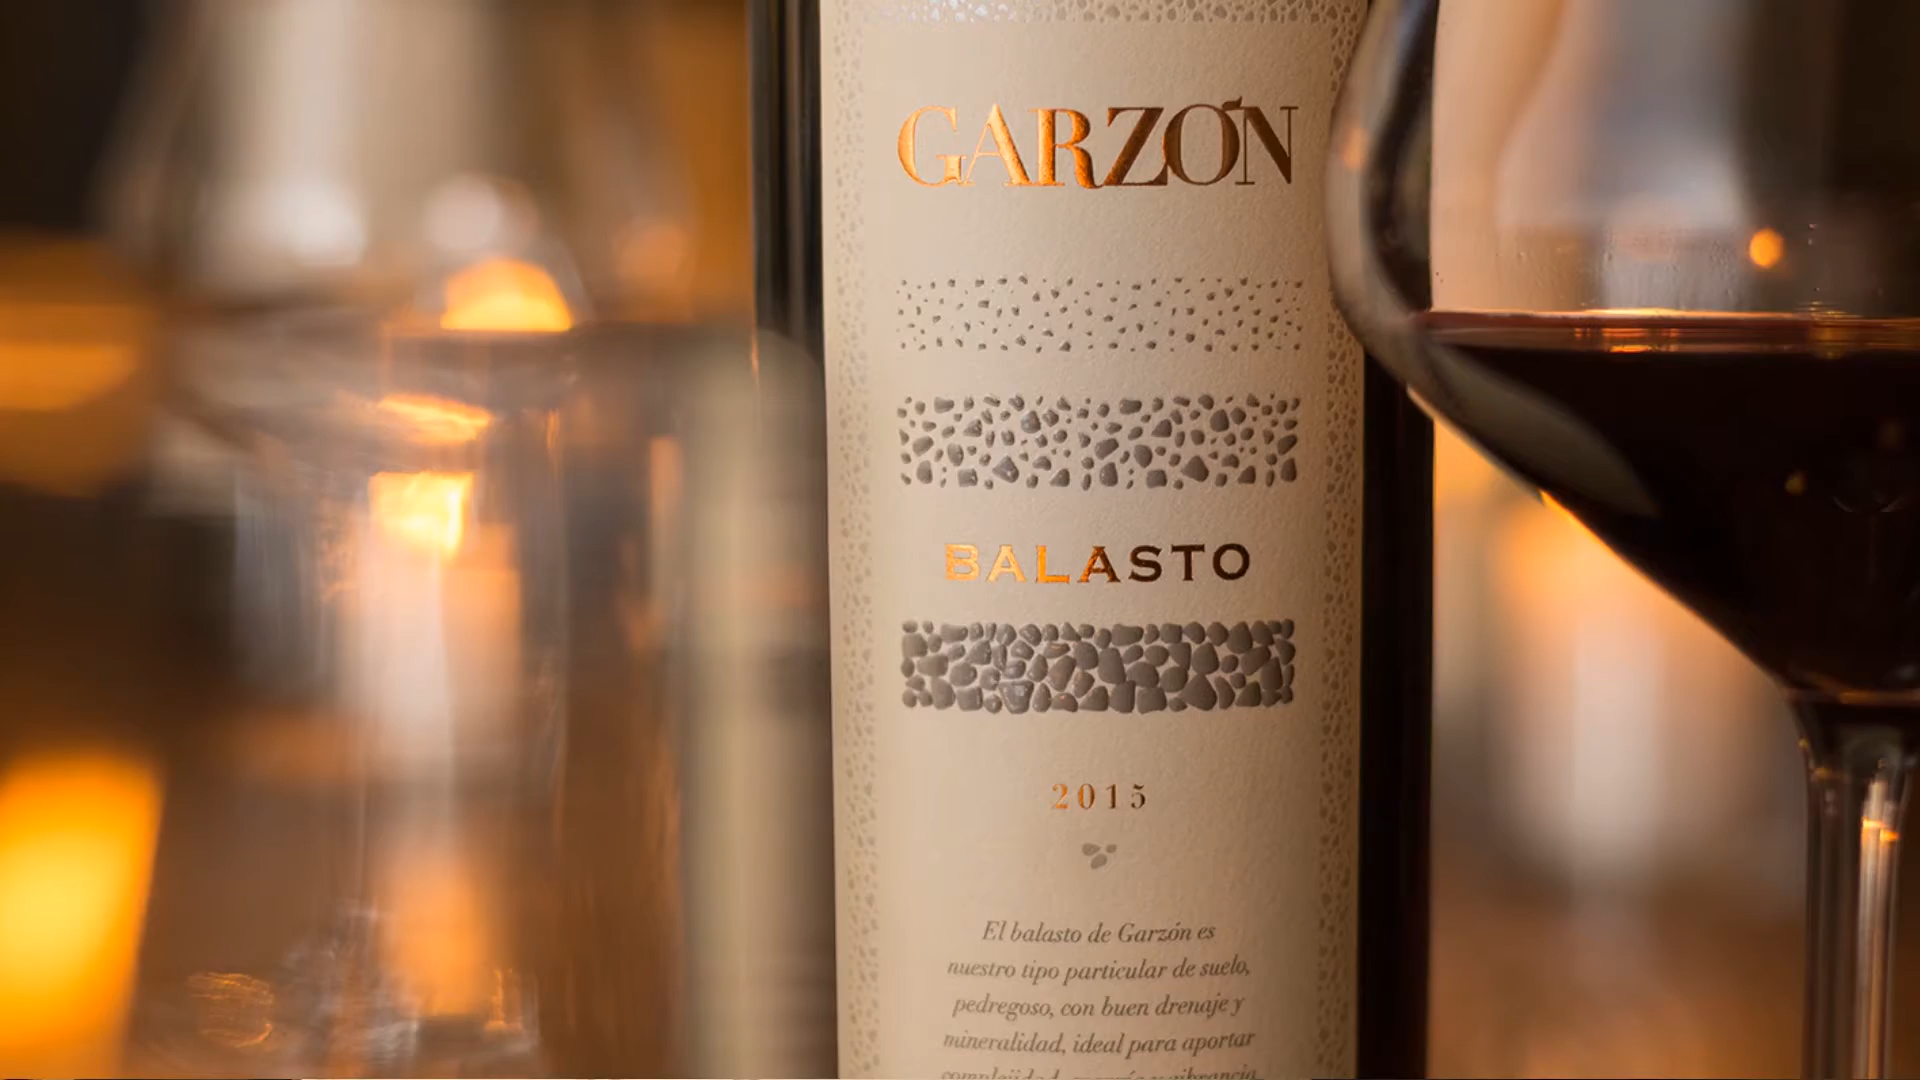 GARZÓN
BALASTO
2015
El balasto de Garzón es
nuestro tipo particular de suelo,
pedregoso, con buen drenaje y
mineralidad, ideal para aportar